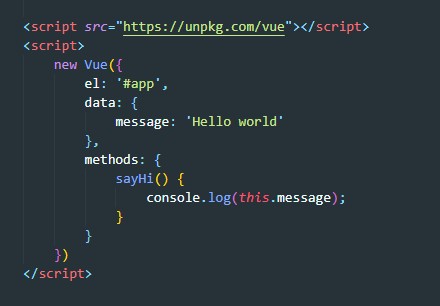 <script src="https://unpkg.com/vue"></script>
<script>
    new Vue({
        el: '#app',
        data: {
            message: 'Hello world'
        },
        methods: {
            sayHi() {
                console.log(this.message);
            }
        }
    })
</script>